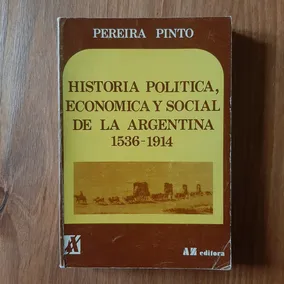 PEREIRA PINTO
HISTORIA POLITICA,
ECONOMICA Y SOCIAL
DE LA ARGENTINA
1536-1914
AZ editora